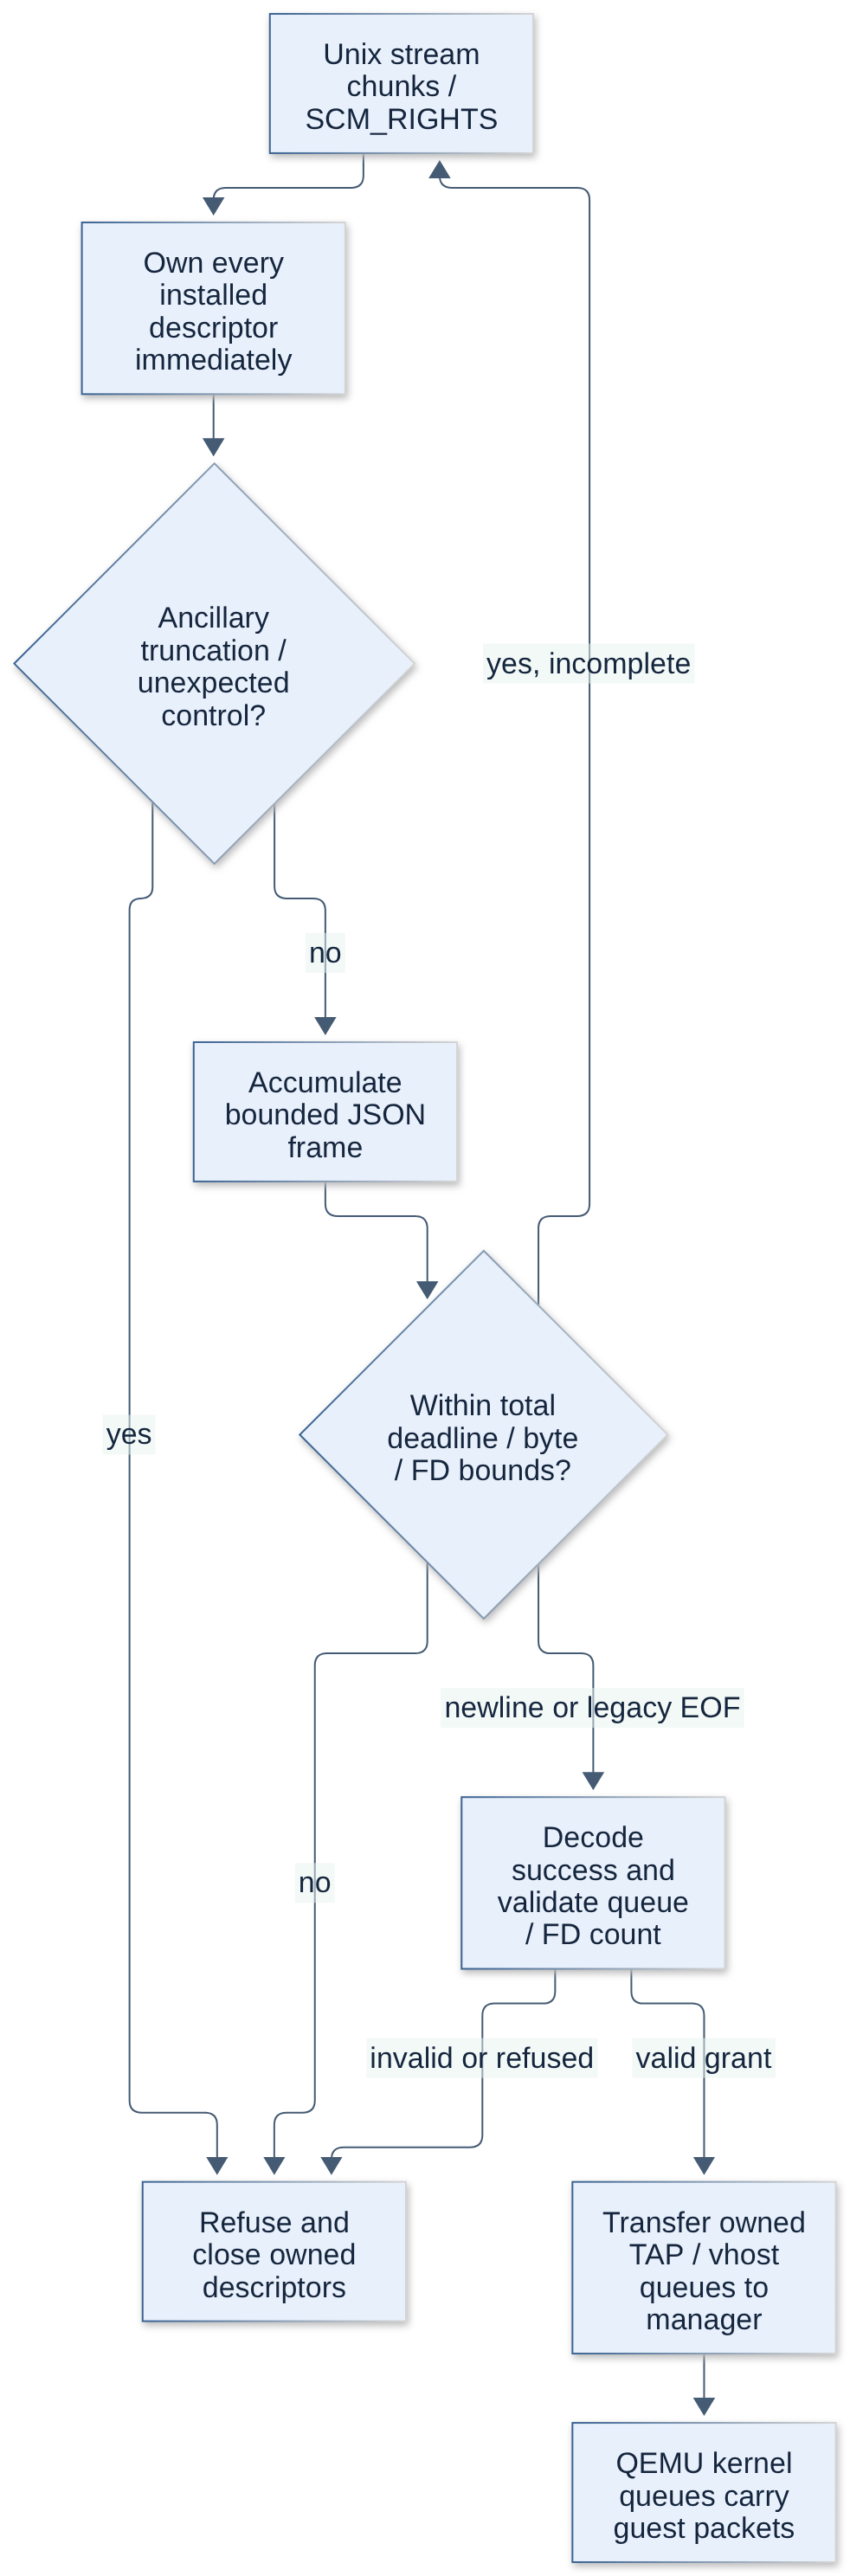 Unix stream
chunks /
SCM_RIGHTS
Own every
installed
descriptor
immediately
Ancillary
truncation /
unexpected
control?
yes, incomplete
no
Accumulate
bounded JSON
frame
Within total
deadline / byte
/ FD bounds?
yes
newline or legacy EOF
Decode
success and
validate queue
/ FD count
no
invalid or refused
valid grant
Refuse and
close owned
descriptors
Transfer owned
TAP / vhost
queues to
manager
QEMU kernel
queues carry
guest packets